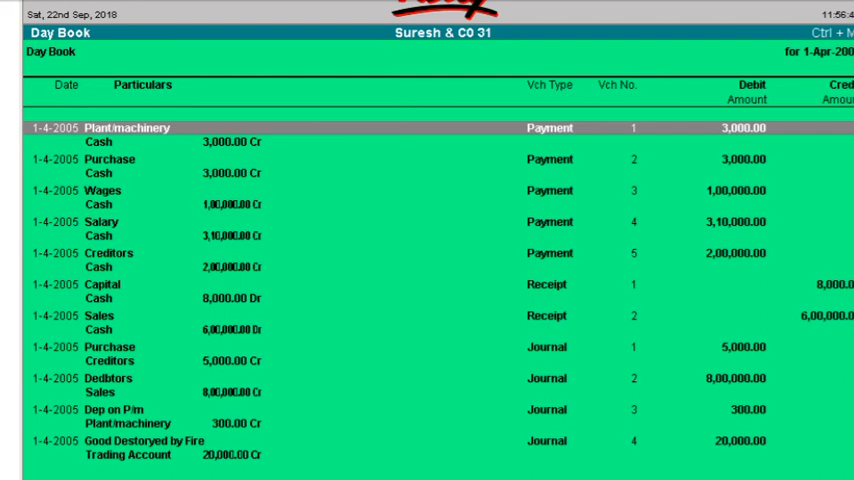 Sat, 22nd Sep, 2018 11:56:4
Day Book Suresh & C0 31 Ctrl + M
Day Book for 1-Apr-200
Date Particulars Vch Type Vch No. Debit Cred
Amount Amou
1-4-2005 Plant/machinery Payment 1 3,000.00
Cash 3,000.00 Cr
1-4-2005 Purchase Payment 2 3,000.00
Cash 3,000.00 Cr
1-4-2005 Wages Payment 3 1,00,000.00
Cash 1,00,000.00 Cr
1-4-2005 Salary Payment 4 3,10,000.00
Cash 3,10,000.00 Cr
1-4-2005 Creditors Payment 5 2,00,000.00
Cash 2,00,000.00 Cr
1-4-2005 Capital Receipt 1 8,000.0
Cash 8,000.00 Dr
1-4-2005 Sales Receipt 2 6,00,000.0
Cash 6,00,000.00 Dr
1-4-2005 Purchase Journal 1 5,000.00
Creditors 5,000.00 Cr
1-4-2005 Dedbtors Journal 2 8,00,000.00
Sales 8,00,000.00 Cr
1-4-2005 Dep on P/m Journal 3 300.00
Plant/machinery 300.00 Cr
1-4-2005 Good Destoryed by Fire Journal 4 20,000.00
Trading Account 20,000.00 Cr